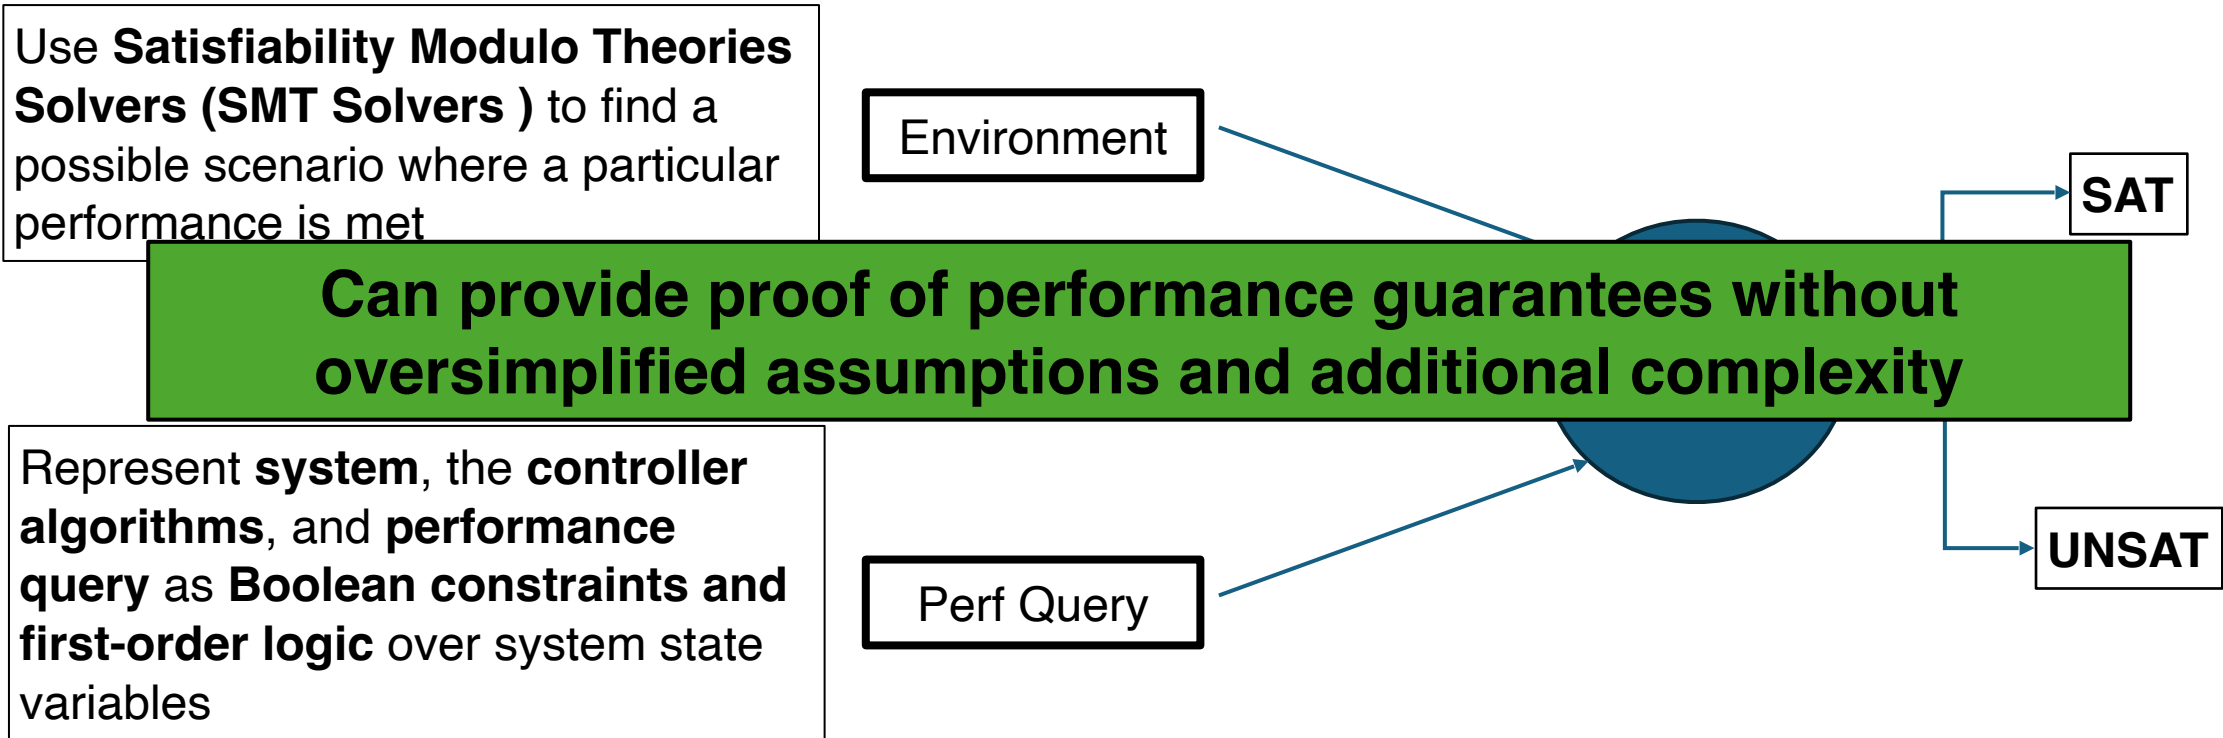 Use Satisfiability Modulo Theories
Solvers (SMT Solvers ) to find a
possible scenario where a particular
performance is met
Environment
SAT
Can provide proof of performance guarantees without
oversimplified assumptions and additional complexity
Represent system, the controller
algorithms, and performance
query as Boolean constraints and
first-order logic over system state
variables
Perf Query
UNSAT